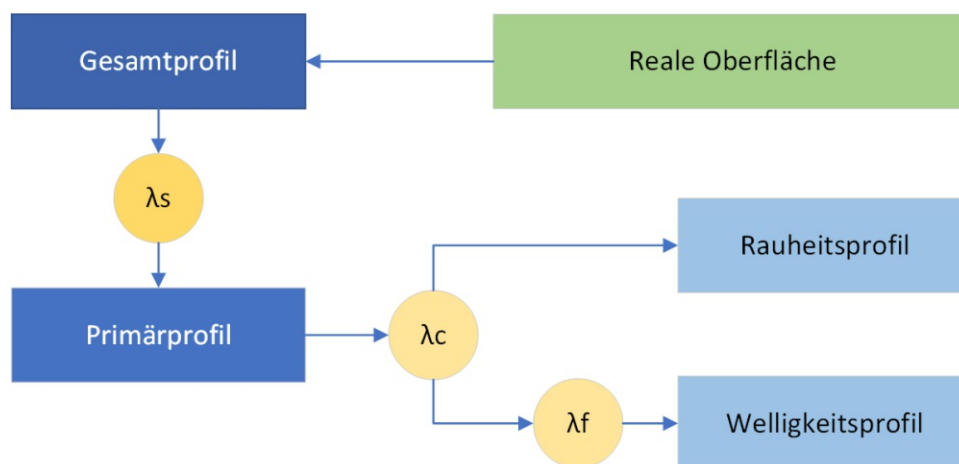 Gesamtprofil
Reale Oberfläche
λs
Rauheitsprofil
Primärprofil
λc
λf
Welligkeitsprofil